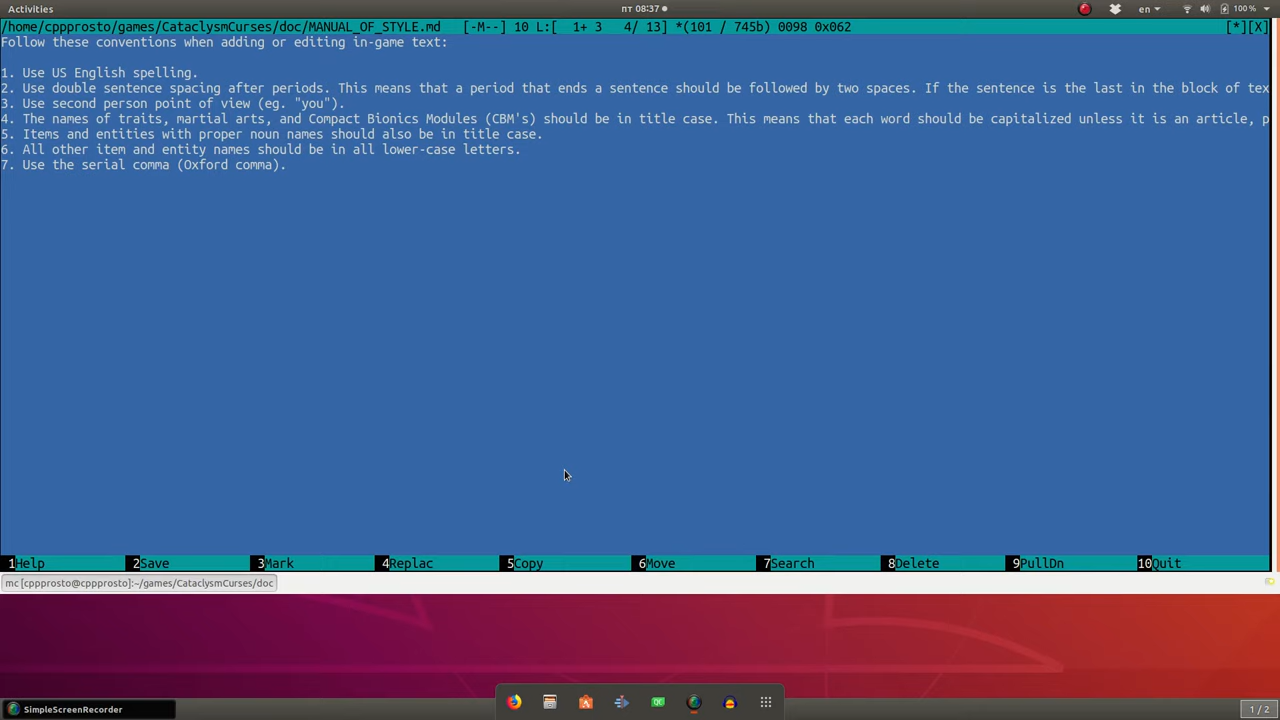 Activities
пт 08:37
en
100 %
/home/cppprosto/games/CataclysmCurses/doc/MANUAL_OF_STYLE.md [-M--] 10 L:[ 1+ 3 4/ 13] *(101 / 745b) 0098 0x062 [*][X]
Follow these conventions when adding or editing in-game text:
1. Use US English spelling.
2. Use double sentence spacing after periods. This means that a period that ends a sentence should be followed by two spaces. If the sentence is the last in the block of tex
3. Use second person point of view (eg. "you").
4. The names of traits, martial arts, and Compact Bionics Modules (CBM's) should be in title case. This means that each word should be capitalized unless it is an article, p
5. Items and entities with proper noun names should also be in title case.
6. All other item and entity names should be in all lower-case letters.
7. Use the serial comma (Oxford comma).
1Help 2Save 3Mark 4Replac 5Copy 6Move 7Search 8Delete 9PullDn 10Quit
mc [cppprosto@cppprosto]:~/games/CataclysmCurses/doc
SimpleScreenRecorder
1 / 2